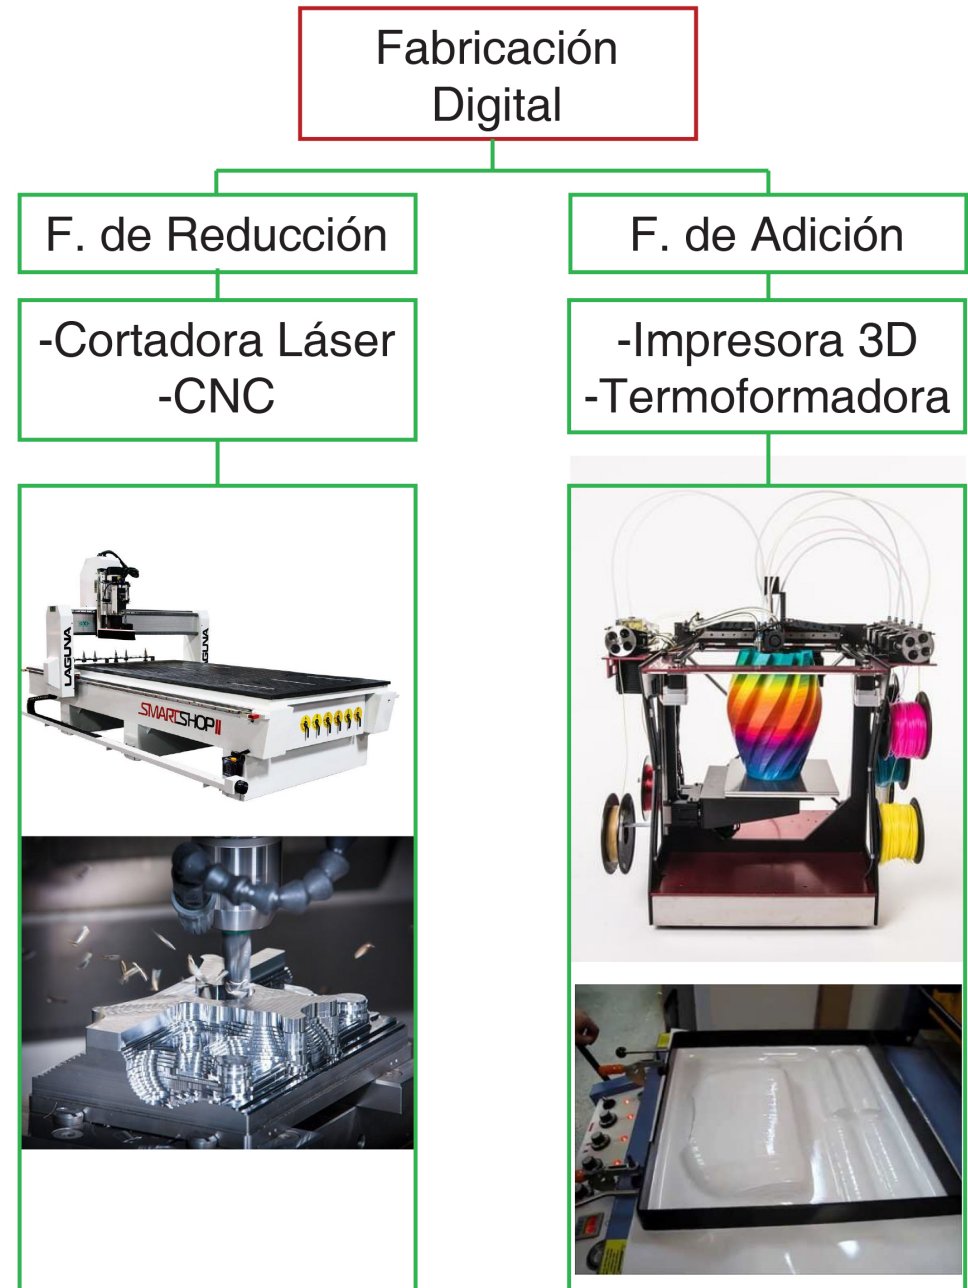 Fabricación
Digital
F. de Reducción
F. de Adición
-Cortadora Láser
-CNC
-Impresora 3D
-Termoformadora
LAGUNA
LAGUNA
SMARTSHOP II